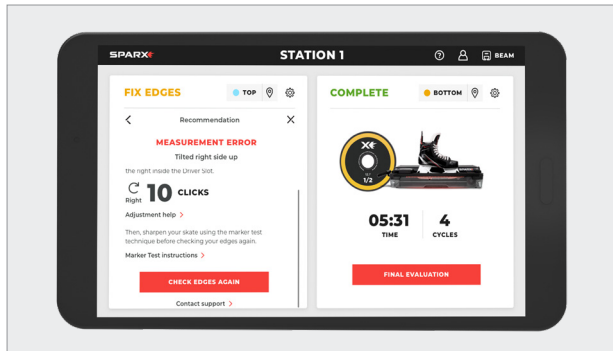 SPARX
STATION 1
BEAM
FIX EDGES
TOP
Recommendation
MEASUREMENT ERROR
Tilted right side up
the right inside the Driver Slot.
Right
10 CLICKS
Adjustment help >
Then, sharpen your skate using the marker test
technique before checking your edges again.
Marker Test instructions >
CHECK EDGES AGAIN
Contact support >
COMPLETE
BOTTOM
1/2
05:31
TIME
4
CYCLES
FINAL EVALUATION